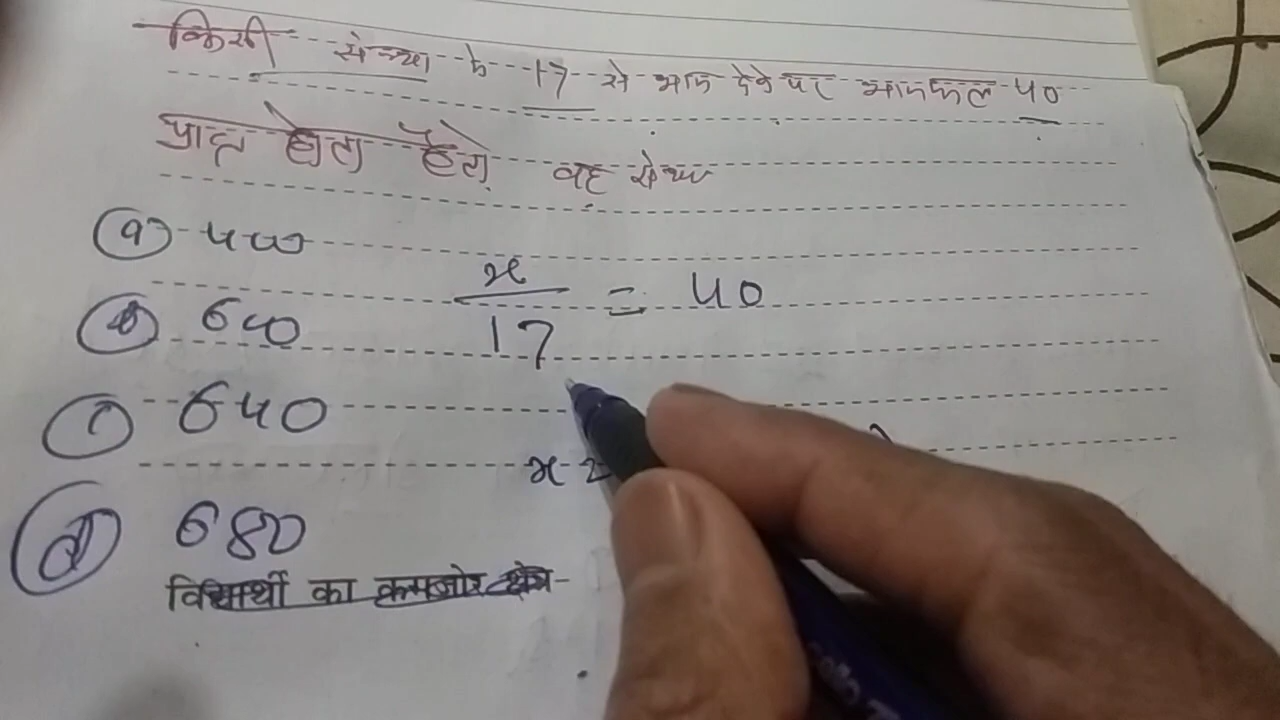 किसी संख्या के 17 से भाग देने पर भागफल 40
प्राप्त होता है तो वह संख्या
(a) 400
(b) 600
(c) 640
(d) 680
x/17 = 40
x =
विद्यार्थी का कमजोर क्षेत्र-